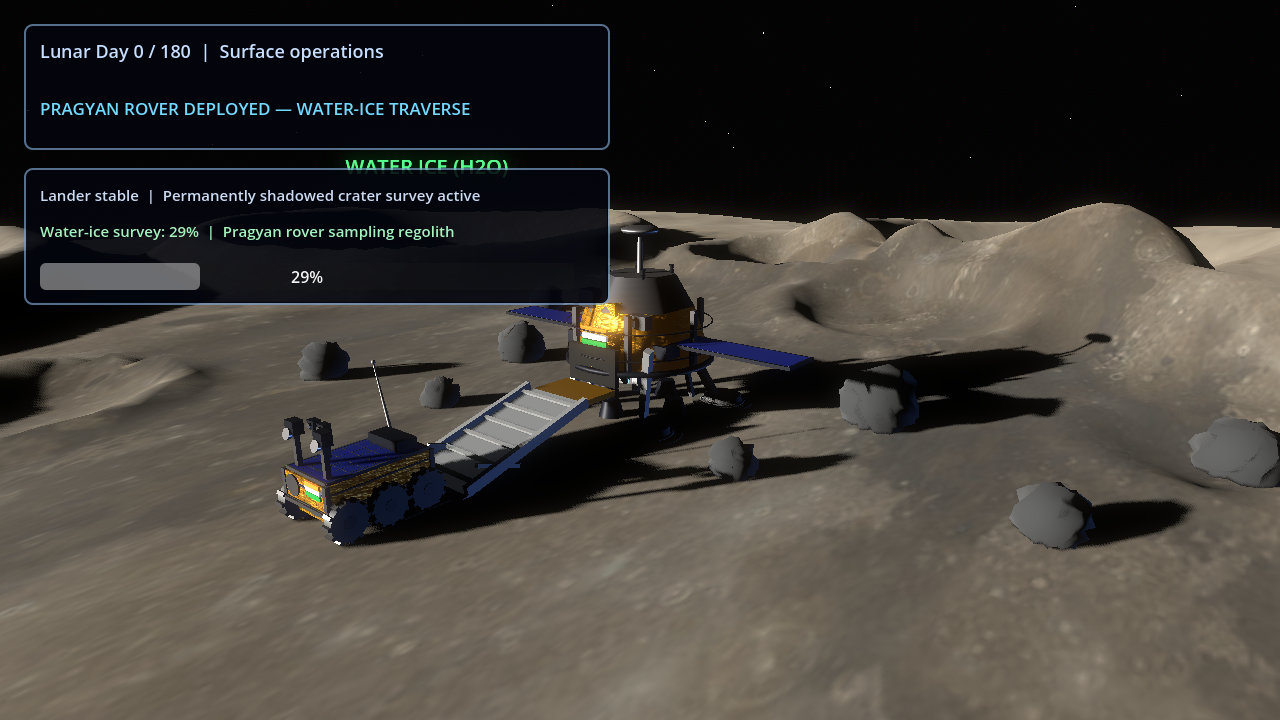 Lunar Day 0 / 180 | Surface operations
PRAGYAN ROVER DEPLOYED — WATER-ICE TRAVERSE
WATER ICE (H2O)
Lander stable | Permanently shadowed crater survey active
Water-ice survey: 29% | Pragyan rover sampling regolith
29%